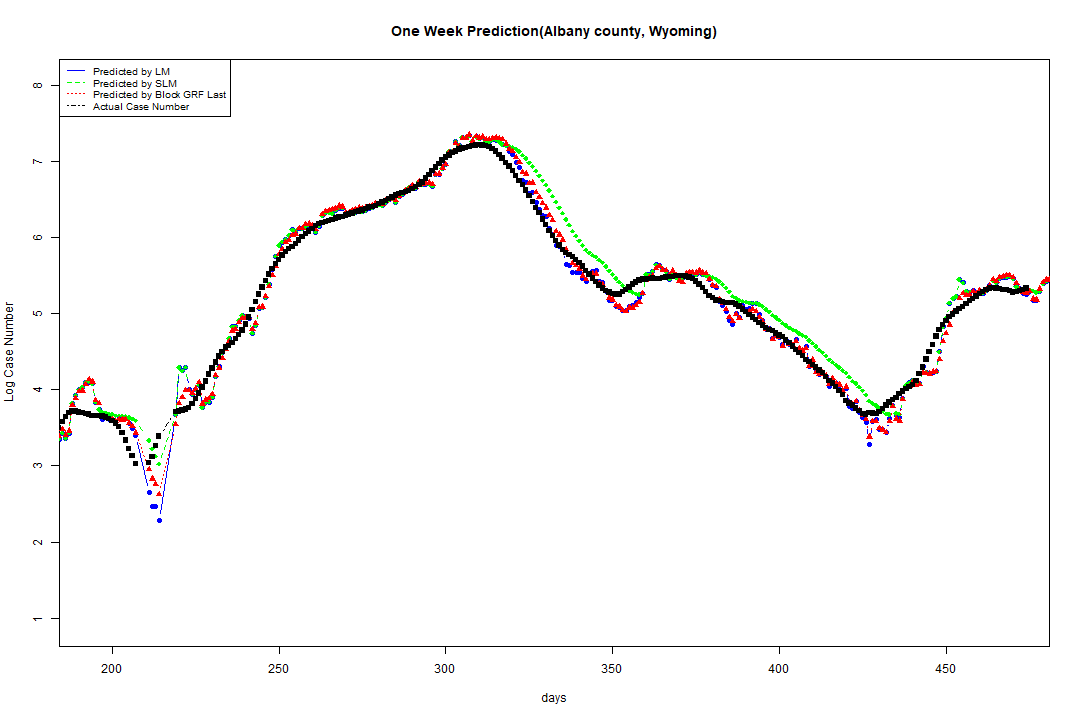 One Week Prediction(Albany county, Wyoming)
Predicted by LM
Predicted by SLM
Predicted by Block GRF Last
Actual Case Number
Log Case Number
8
7
6
5
4
3
2
1
200 250 300 350 400 450
days